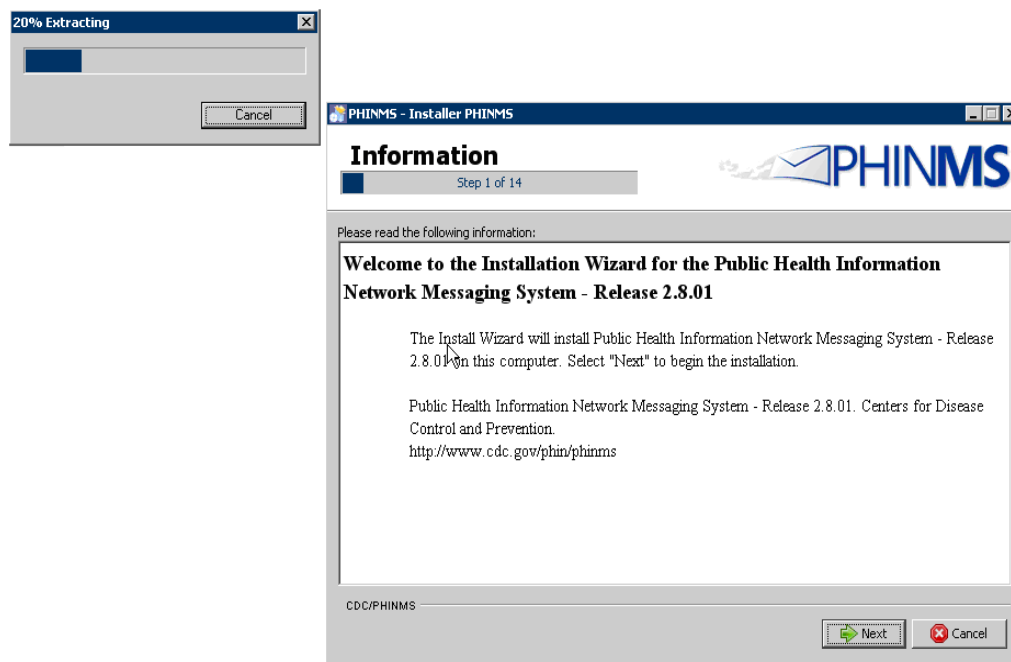 20% Extracting
Cancel
PHINMS - Installer PHINMS
Information
PHINMS
Step 1 of 14
Please read the following information:
Welcome to the Installation Wizard for the Public Health Information
Network Messaging System - Release 2.8.01
The Install Wizard will install Public Health Information Network Messaging System - Release
2.8.01 on this computer. Select "Next" to begin the installation.
Public Health Information Network Messaging System - Release 2.8.01. Centers for Disease
Control and Prevention.
http://www.cdc.gov/phin/phinms
CDC/PHINMS
Next
Cancel